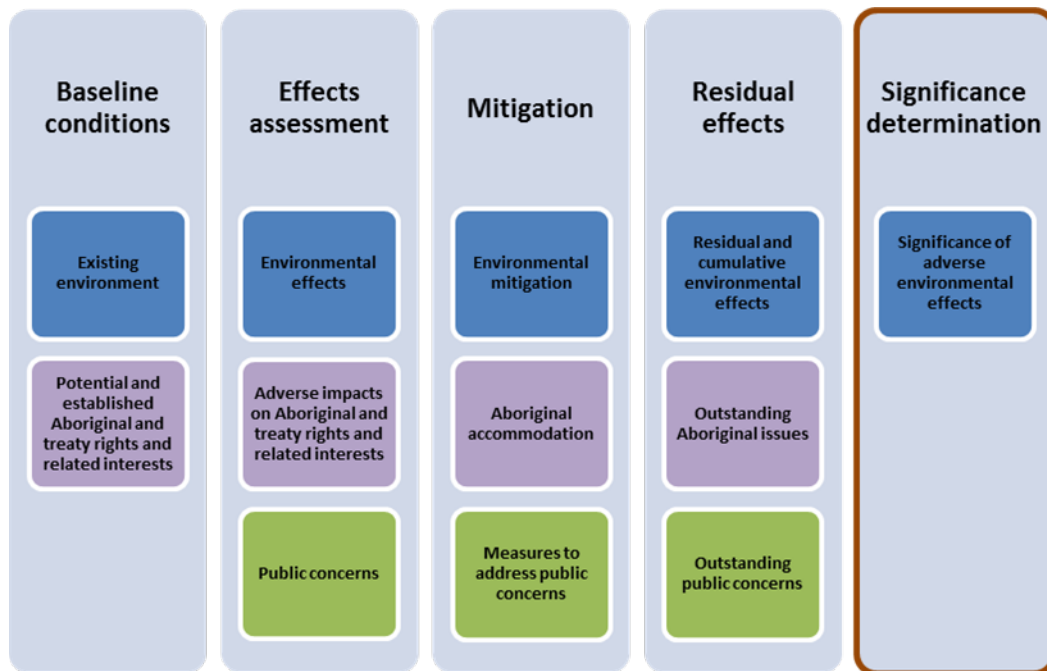 Baseline
conditions
Existing
environment
Potential and
established
Aboriginal and
treaty rights and
related interests
Effects
assessment
Environmental
effects
Adverse impacts
on Aboriginal and
treaty rights and
related interests
Public concerns
Mitigation
Environmental
mitigation
Aboriginal
accommodation
Measures to
address public
concerns
Residual
effects
Residual and
cumulative
environmental
effects
Outstanding
Aboriginal issues
Outstanding
public concerns
Significance
determination
Significance of
adverse
environmental
effects